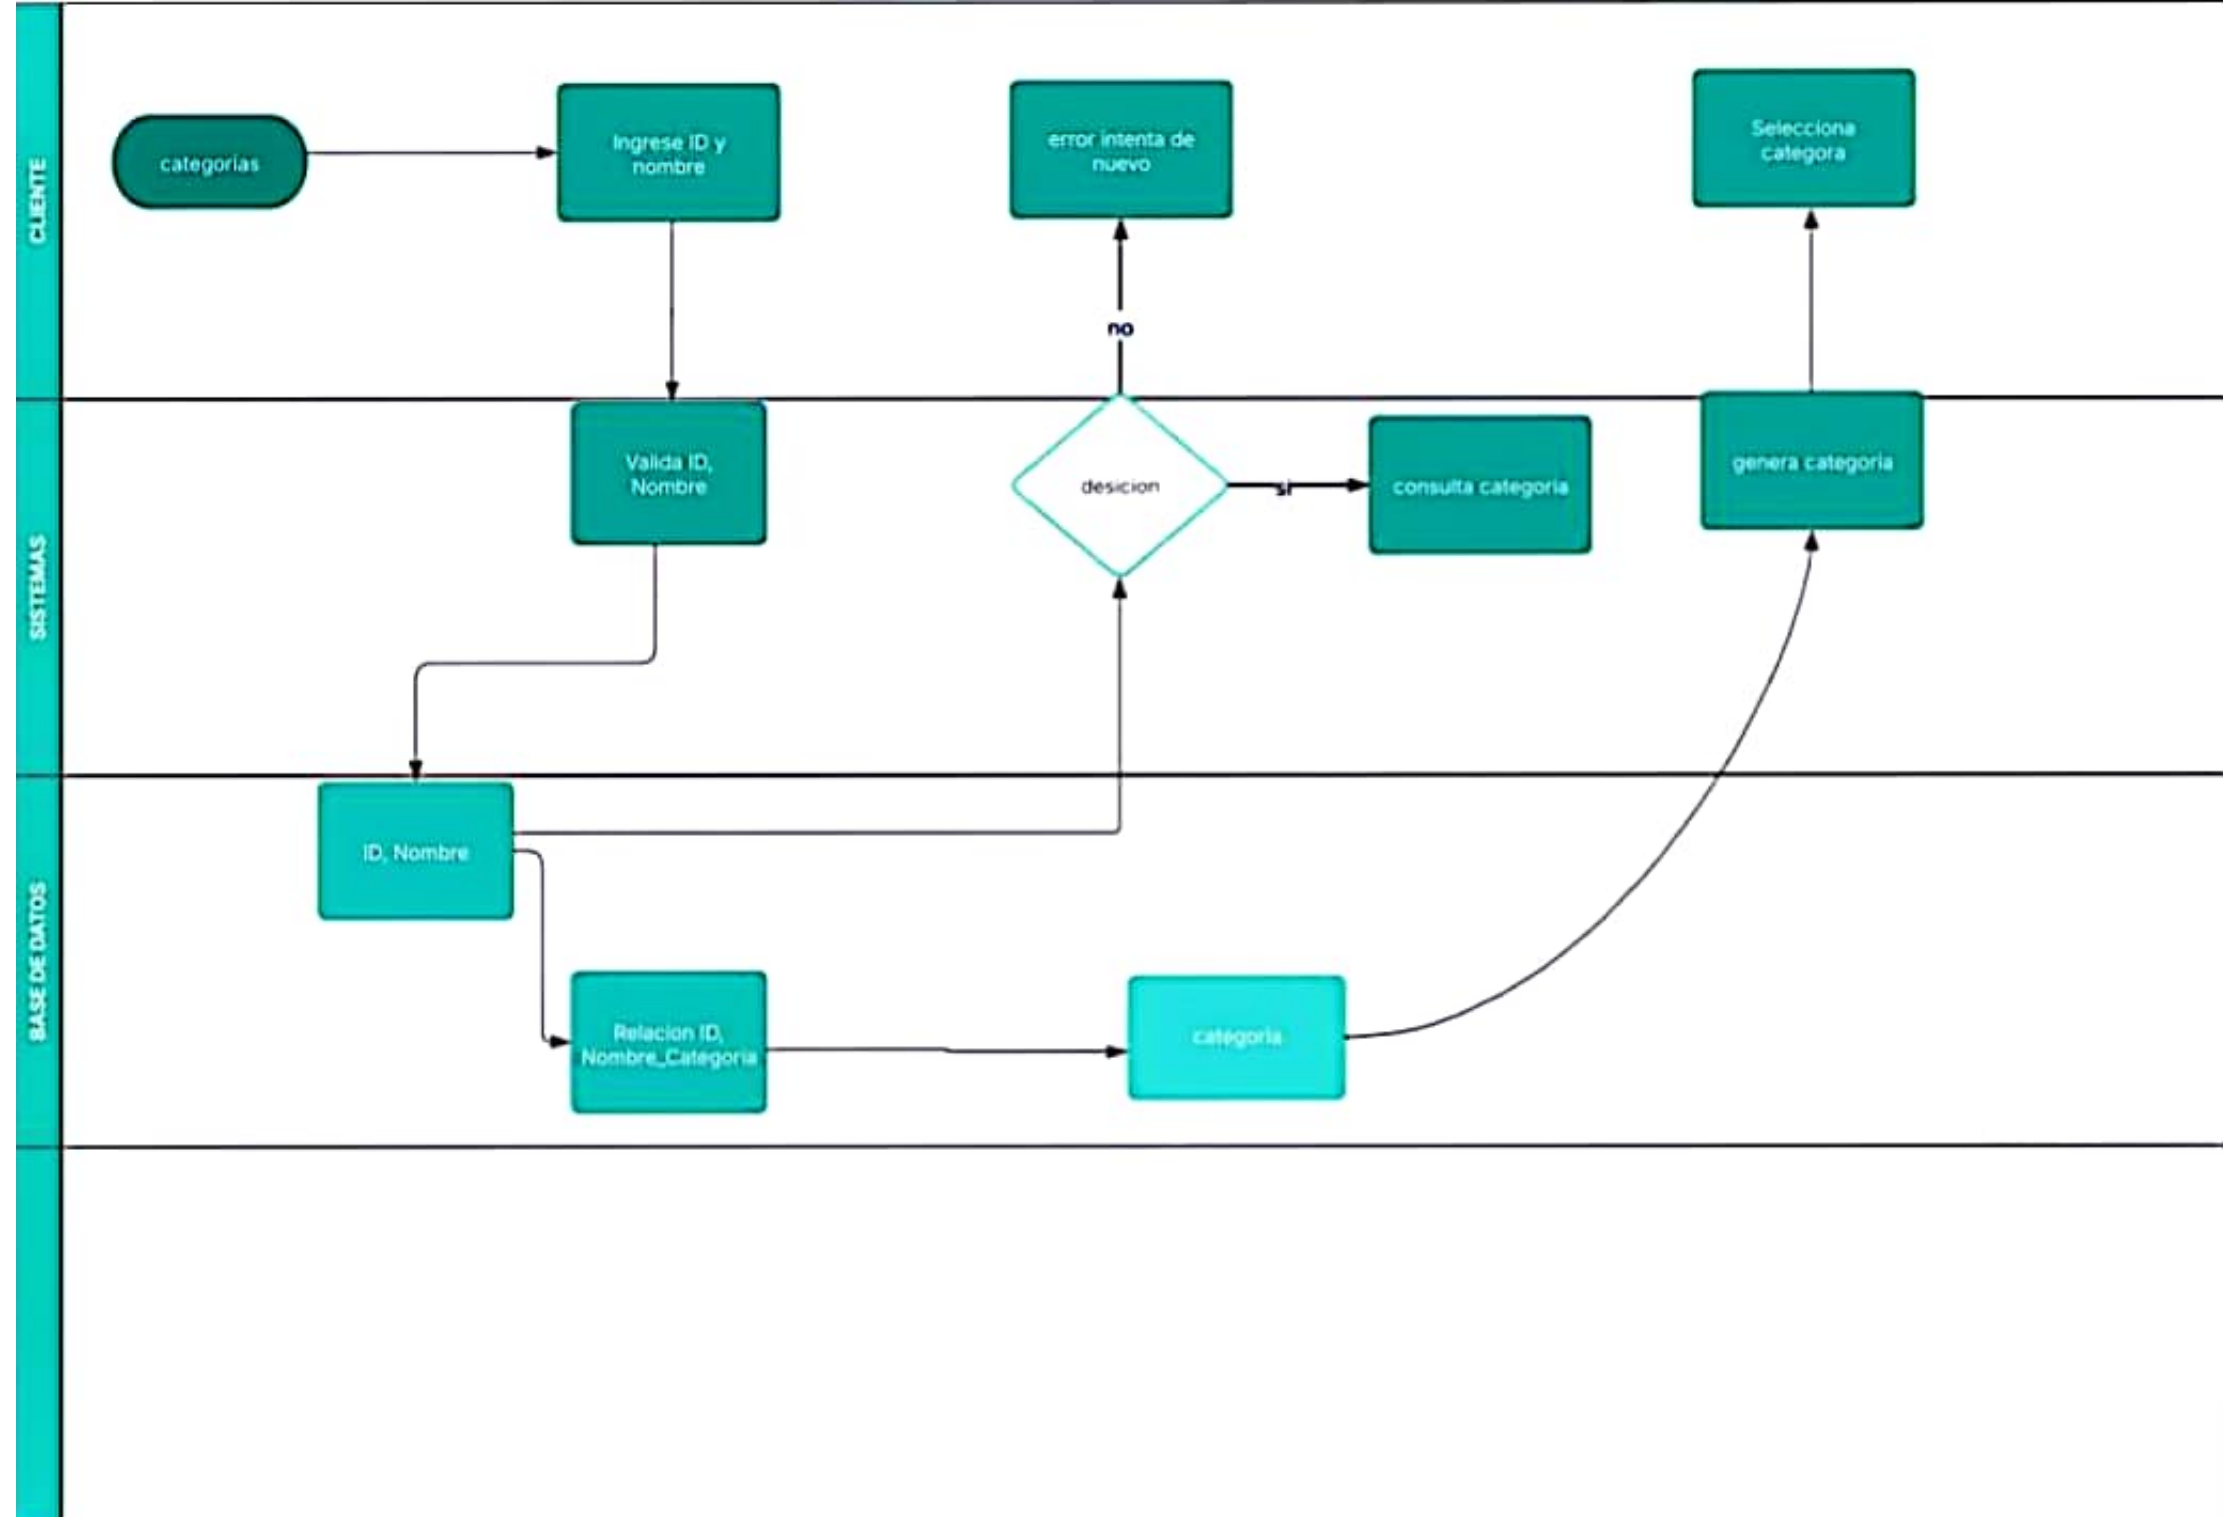 CLIENTE
categorias
Ingrese ID y
nombre
error intenta de
nuevo
Selecciona
categora
no
SISTEMAS
Valida ID,
Nombre
desicion
si
consulta categoria
genera categoria
BASE DE DATOS
ID, Nombre
Relacion ID,
Nombre_Categoria
categoria